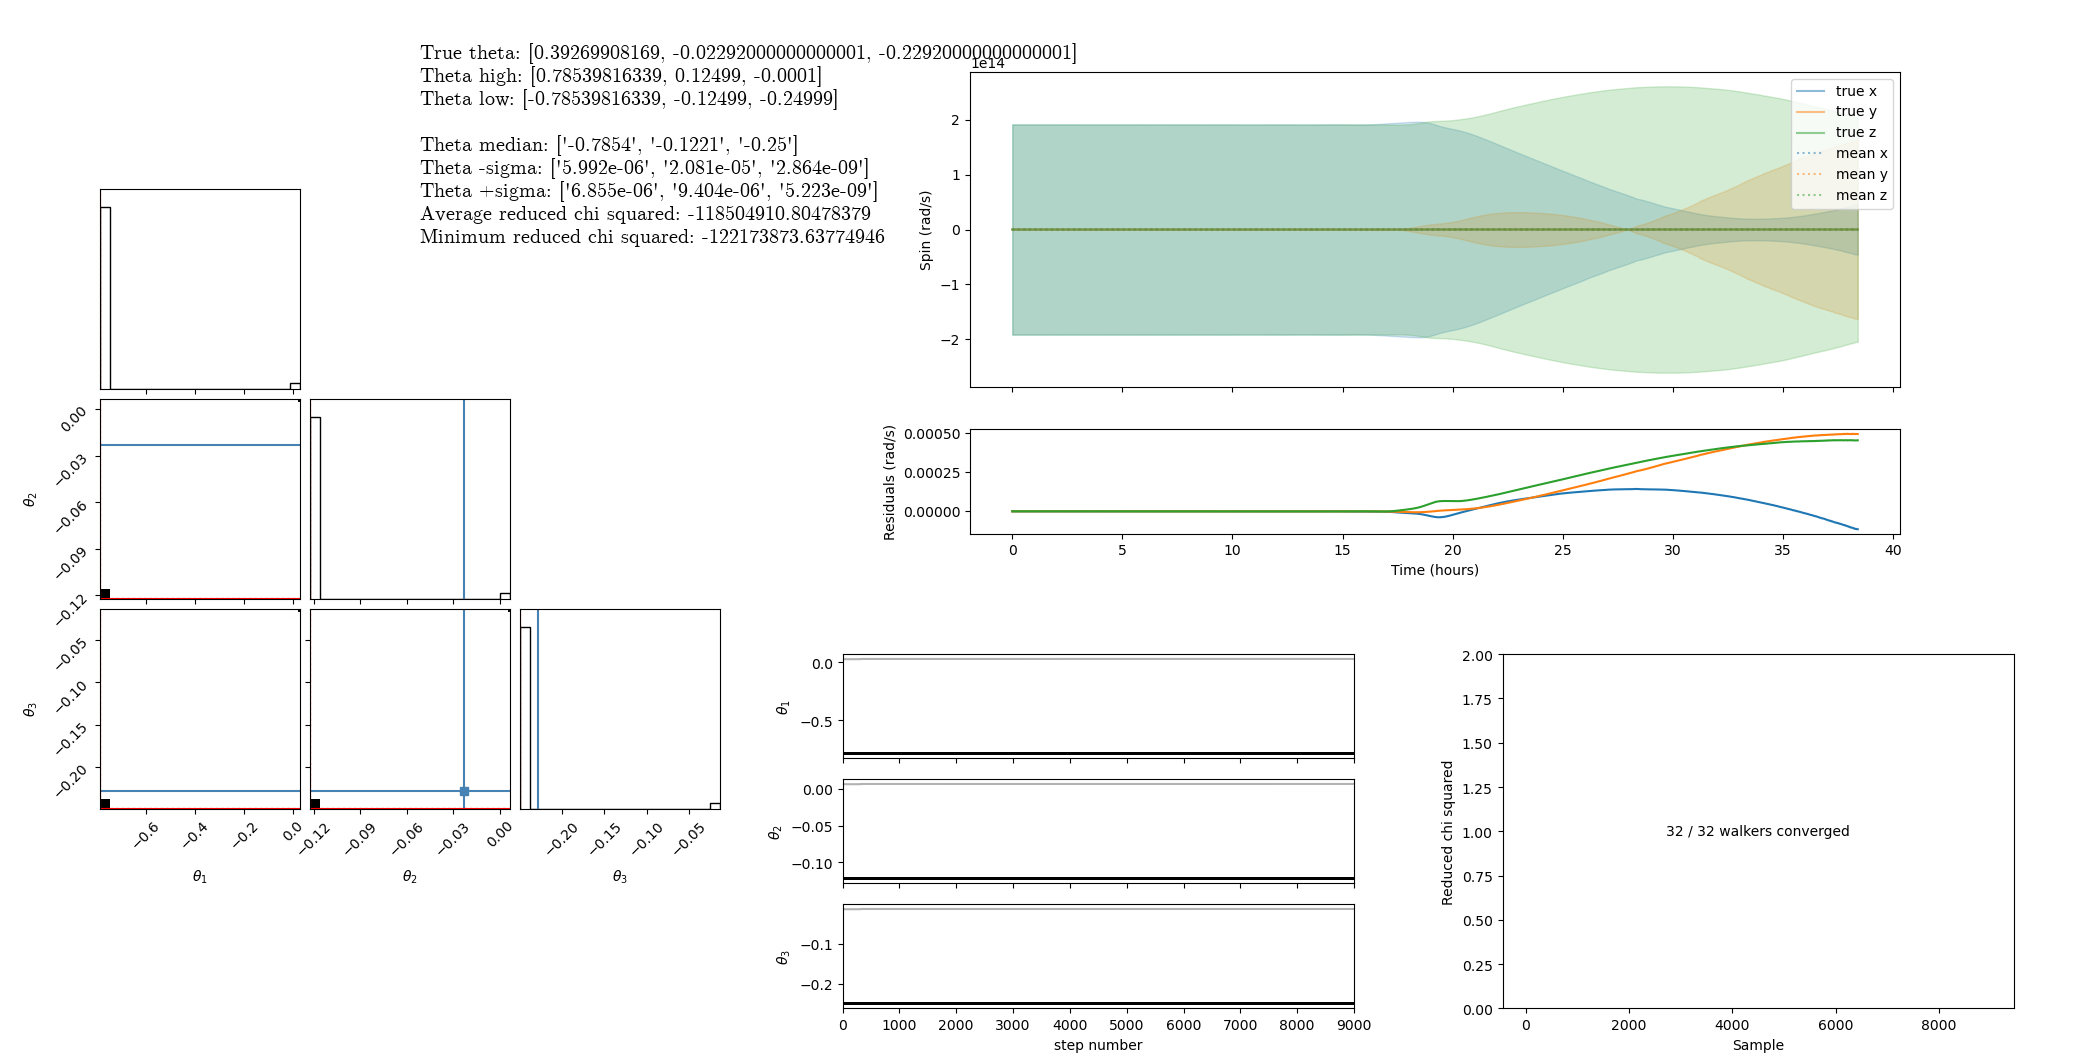 True theta: [0.39269908169, -0.02292000000000001, -0.22920000000000001]
Theta high: [0.78539816339, 0.12499, -0.0001]
Theta low: [-0.78539816339, -0.12499, -0.24999]
Theta median: ['-0.7854', '-0.1221', '-0.25']
Theta -sigma: ['5.992e-06', '2.081e-05', '2.864e-09']
Theta +sigma: ['6.855e-06', '9.404e-06', '5.223e-09']
Average reduced chi squared: -118504910.80478379
Minimum reduced chi squared: -122173873.63774946
1e14
2
1
0
−1
−2
Spin (rad/s)
true x
true y
true z
mean x
mean y
mean z
0.00050
0.00025
0.00000
Residuals (rad/s)
0 5 10 15 20 25 30 35 40
Time (hours)
0.00
−0.03
−0.06
−0.09
−0.12
θ2
−0.05
−0.10
−0.15
−0.20
θ3
−0.6 −0.4 −0.2 0.0
θ1
−0.12 −0.09 −0.06 −0.03 0.00
θ2
−0.20 −0.15 −0.10 −0.05
θ3
0.0
−0.5
θ1
0.00
−0.05
−0.10
θ2
−0.1
−0.2
θ3
0 1000 2000 3000 4000 5000 6000 7000 8000 9000
step number
2.00
1.75
1.50
1.25
1.00
0.75
0.50
0.25
0.00
Reduced chi squared
32 / 32 walkers converged
0 2000 4000 6000 8000
Sample